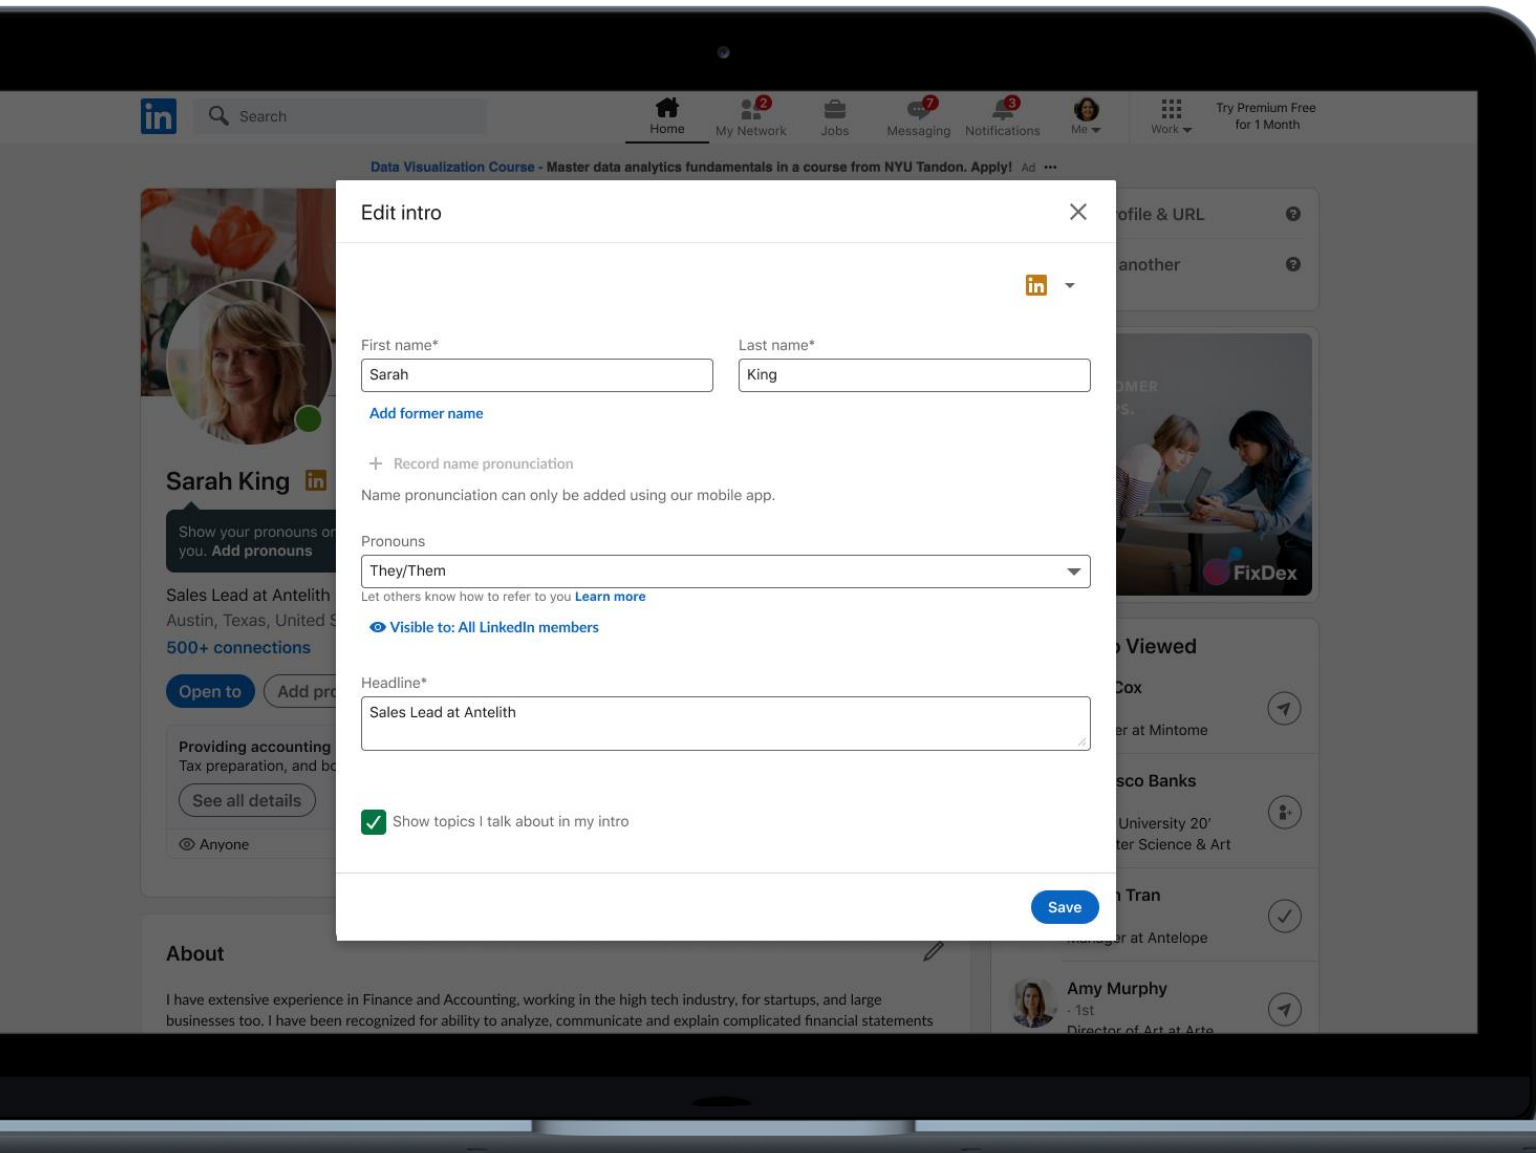 in
Search
Home
2
My Network
Jobs
7
Messaging
3
Notifications
Me
Work
Try Premium Free
for 1 Month
Data Visualization Course - Master data analytics fundamentals in a course from NYU Tandon. Apply! Ad
Sarah King in
Show your pronouns
you. Add pronouns
Sales Lead at Antelith
Austin, Texas, United
500+ connections
Open to
Add
Providing accounting
Tax preparation, and
See all details
Anyone
Edit intro
in
First name*
Sarah
Last name*
King
Add former name
+ Record name pronunciation
Name pronunciation can only be added using our mobile app.
Pronouns
They/Them
Let others know how to refer to you Learn more
Visible to: All LinkedIn members
Headline*
Sales Lead at Antelith
Show topics I talk about in my intro
Save
& URL
another
FixDex
Viewed
Cox
at Mintome
Banks
University 20'
Science & Art
Tran
at Antelope
Amy Murphy
· 1st
Director of Art at Arte
About
I have extensive experience in Finance and Accounting, working in the high tech industry, for startups, and large
businesses too. I have been recognized for ability to analyze, communicate and explain complicated financial statements